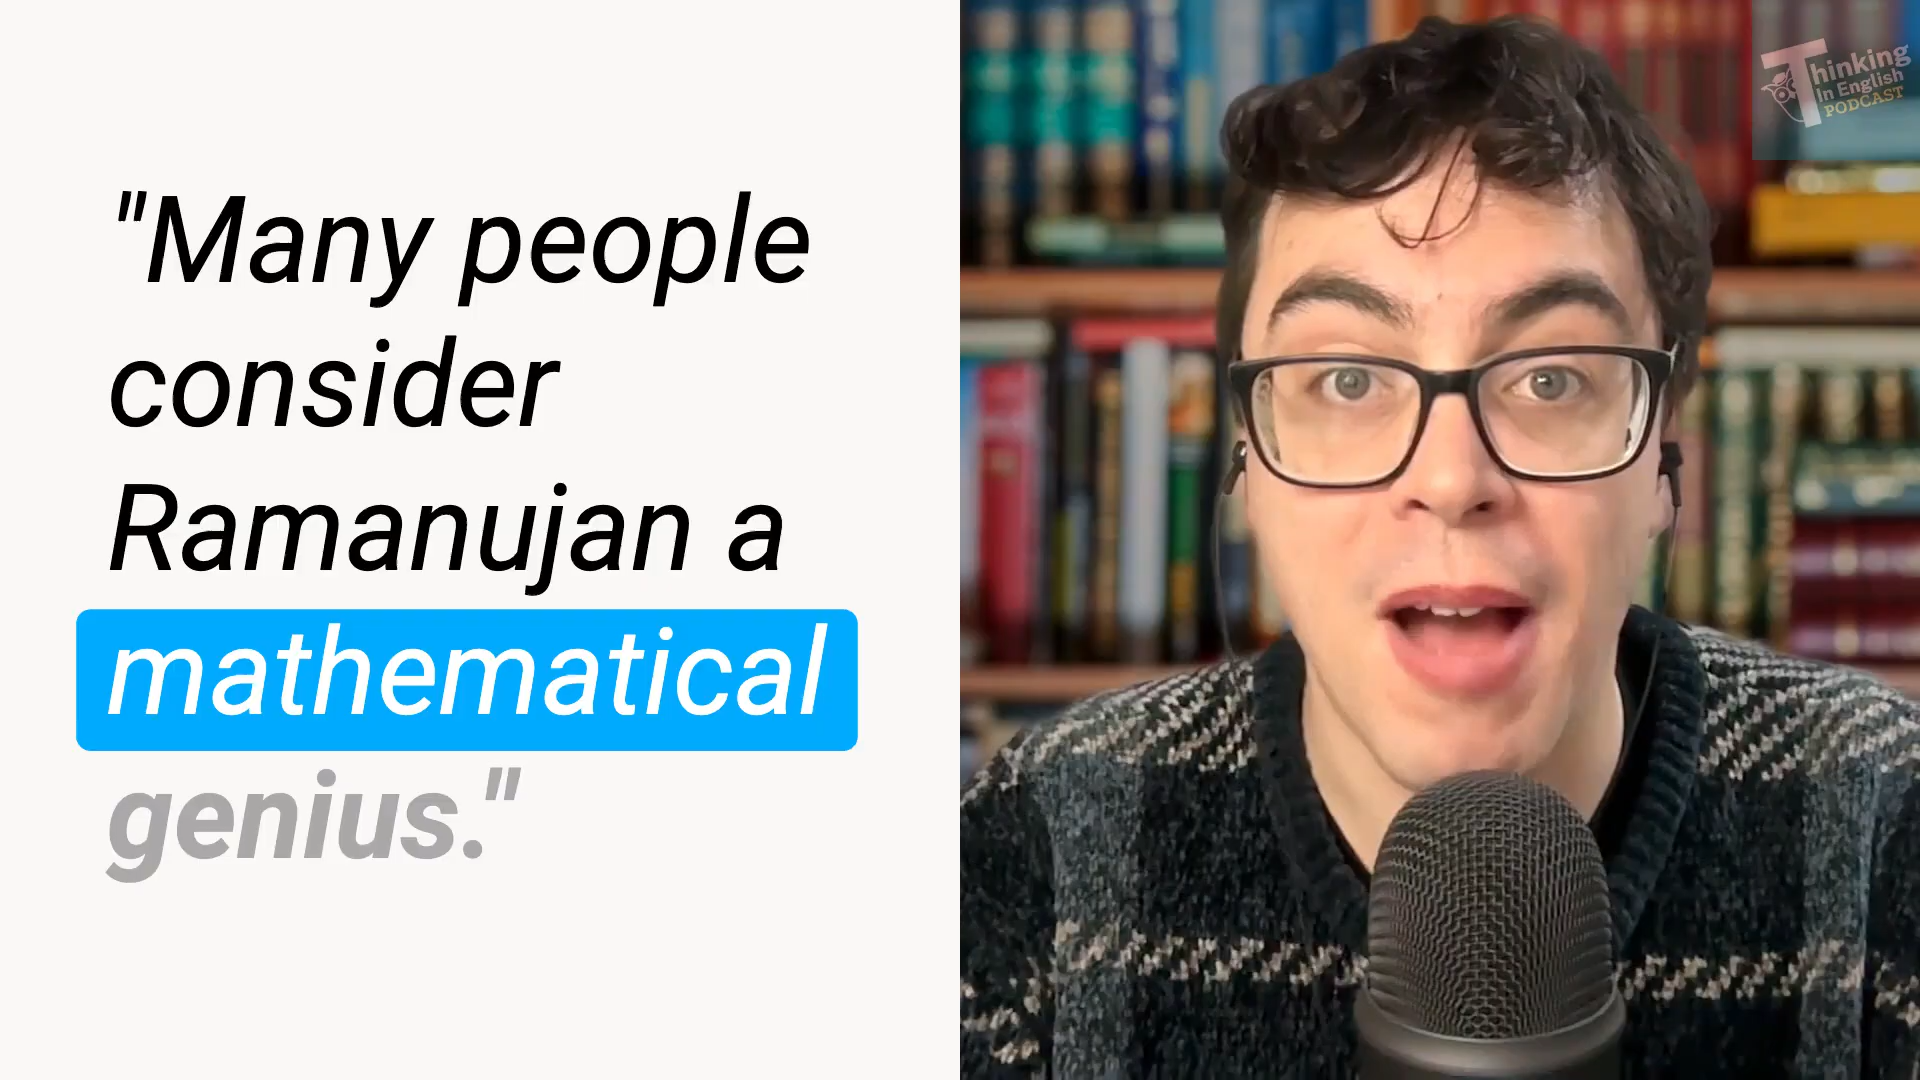 "Many people
consider
Ramanujan a
mathematical
genius."
Thinking
In English
PODCAST